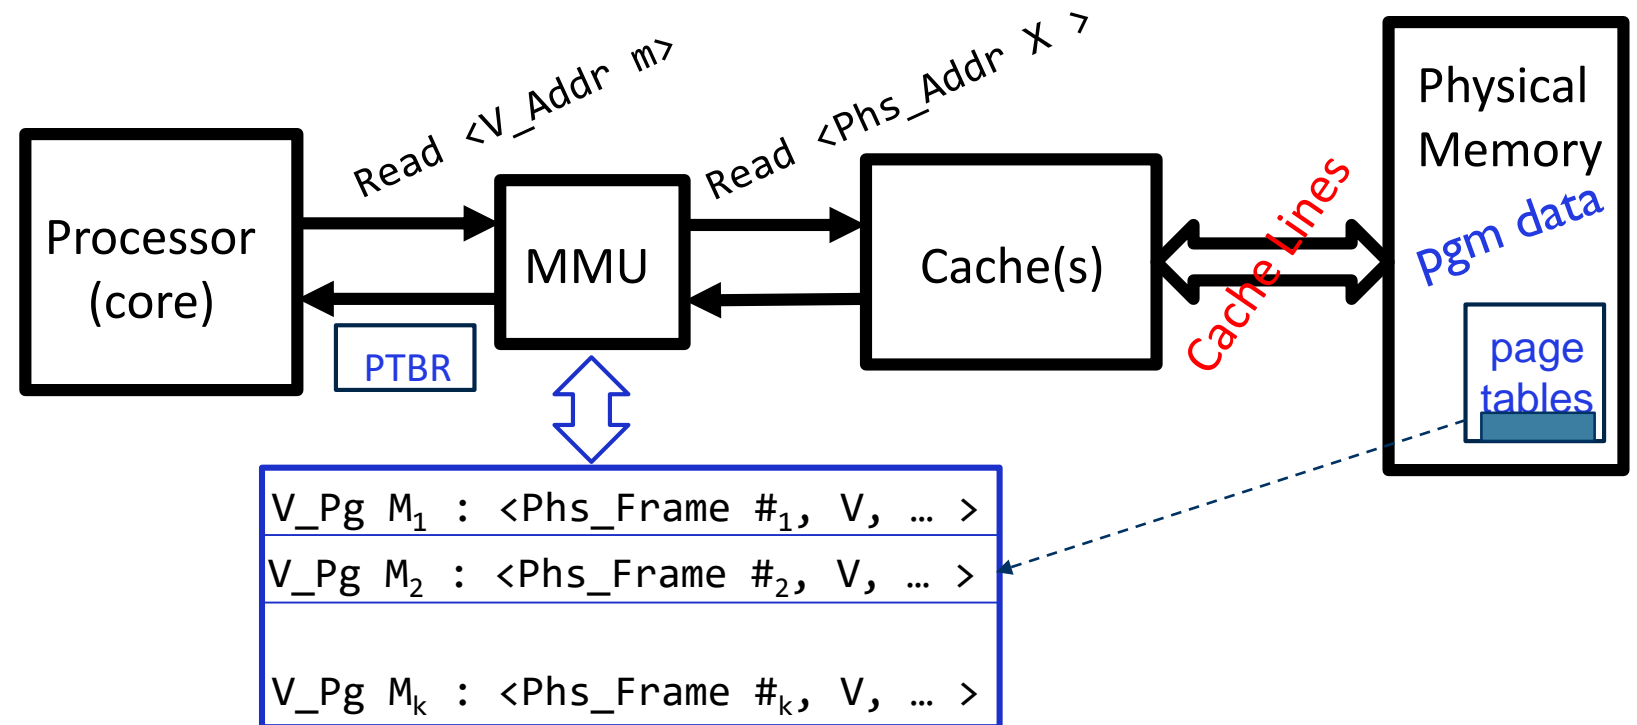 Read <V_Addr m>
Read <Phs_Addr X >
Processor
(core)
MMU
Cache(s)
Cache Lines
Physical
Memory
pgm data
page
tables
PTBR
V_Pg M₁ : <Phs_Frame #₁, V, … >
V_Pg M₂ : <Phs_Frame #₂, V, … >
V_Pg Mₖ : <Phs_Frame #ₖ, V, … >